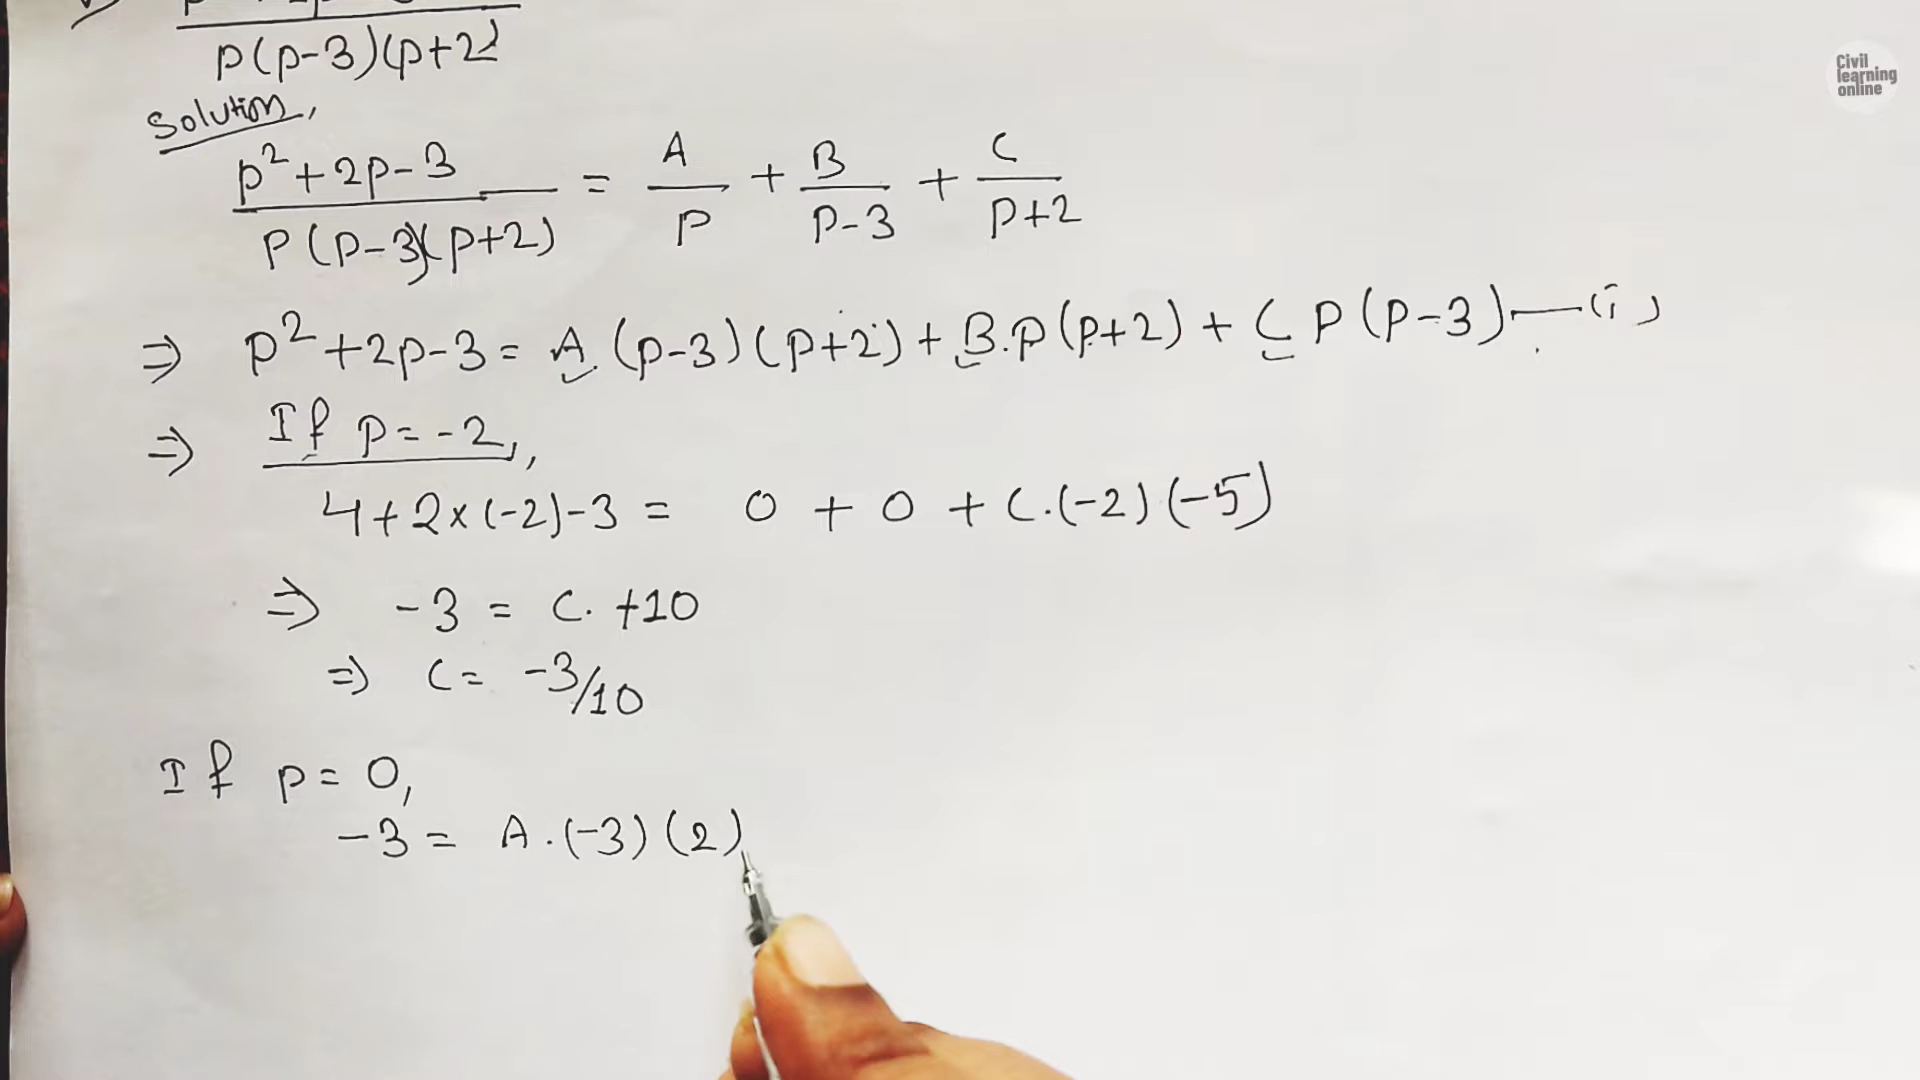 p(p-3)(p+2)
Solution,
p²+2p-3 / P(p-3)(p+2) = A/P + B/P-3 + C/P+2
⇒ p²+2p-3 = A.(p-3)(p+2) + B.p(p+2) + C P(p-3) —(i)
⇒ If p=-2,
4+2×(-2)-3 = 0 + 0 + C.(-2)(-5)
⇒ -3 = C. +10
⇒ C = -3/10
If p=0,
-3 = A.(-3)(2)
Civil
learning
online